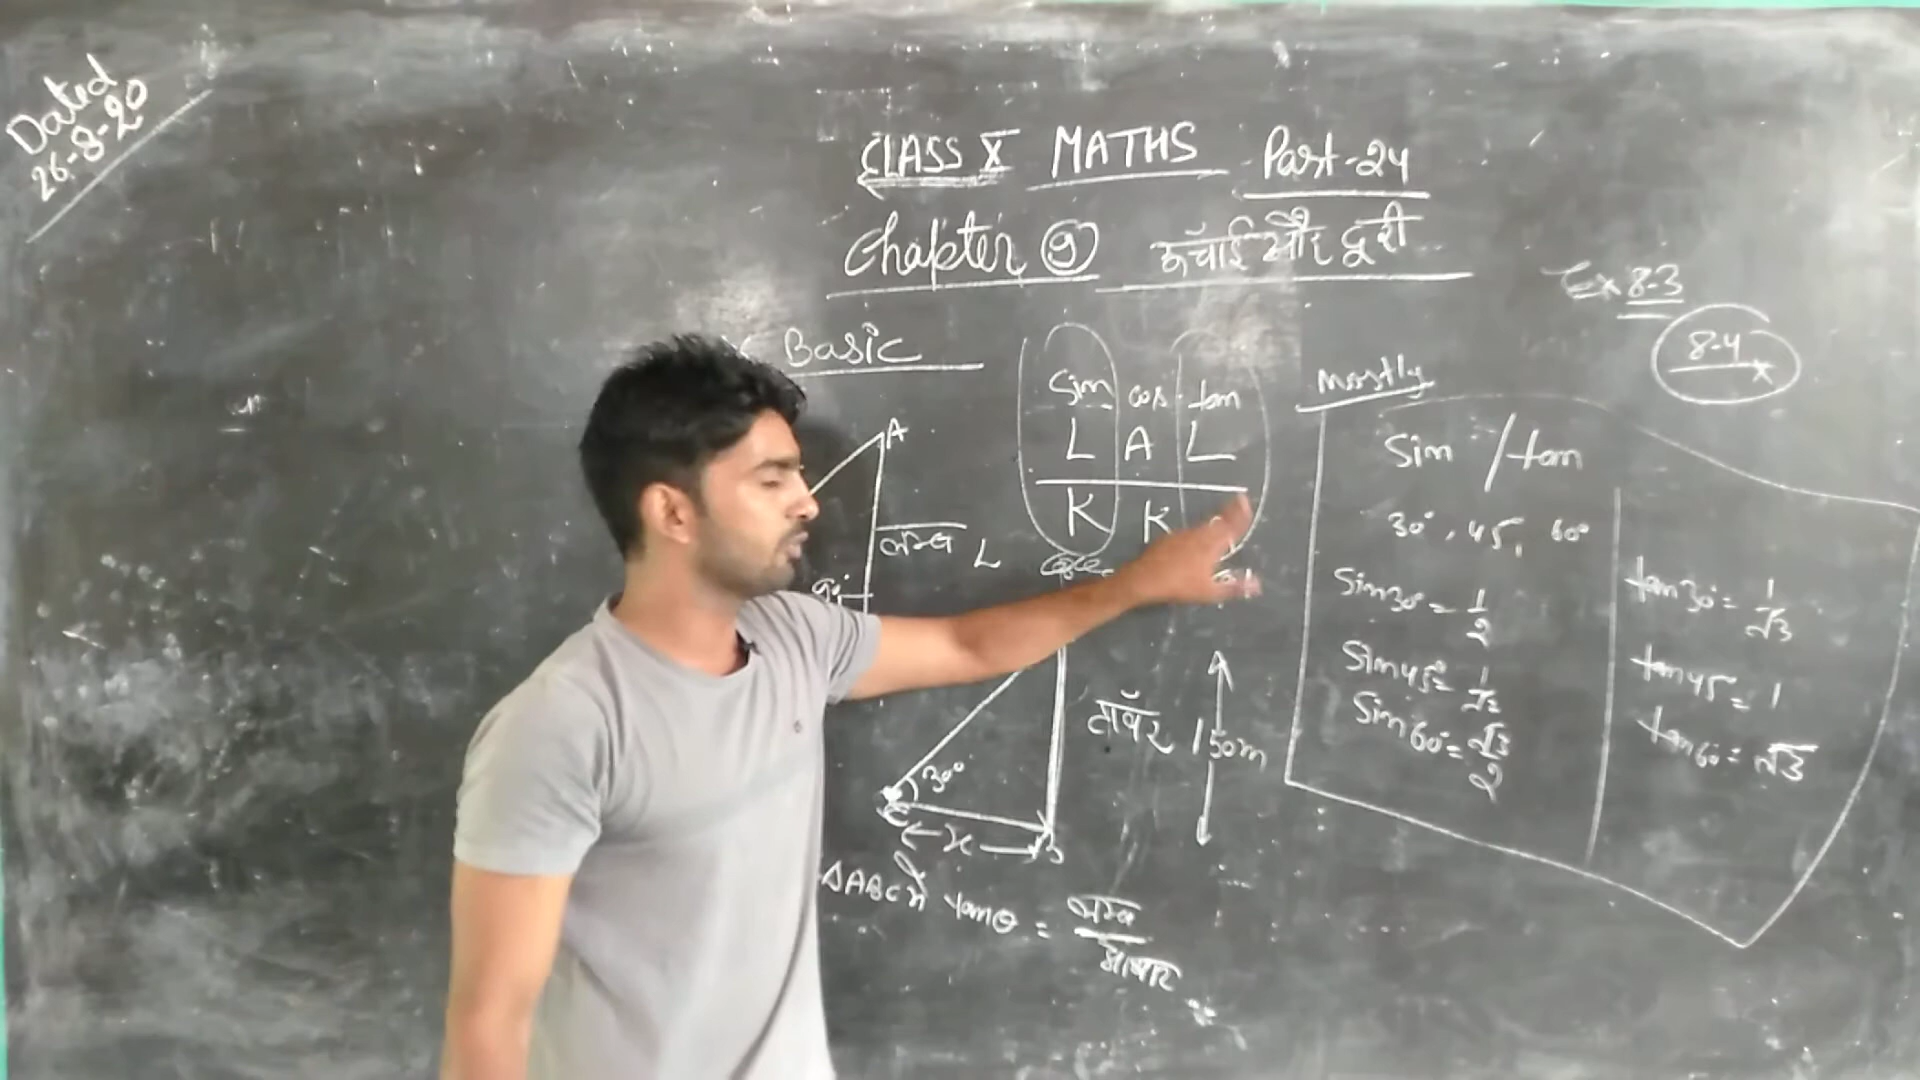 Dated
26-8-20
CLASS X MATHS Part-24
Chapter 9 ऊँचाई और दूरी
Ex 8.3
8.4 x
Basic
Sin cos tan
L A L
K K
A
लम्ब L
90°
mostly
Sin / tan
30°, 45, 60°
Sin30° = 1/2
Sin45° = 1/√2
Sin60° = √3/2
tan30° = 1/√3
tan45 = 1
tan60° = √3
टॉवर 150m
30°
C x B
ΔABC में tanθ = लम्ब/आधार